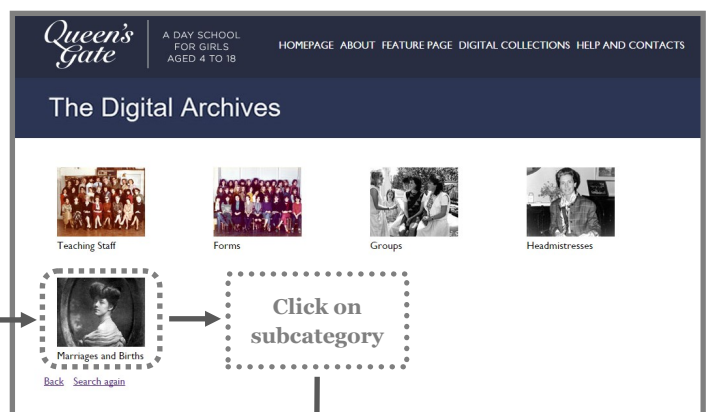 Queen's
Gate
A DAY SCHOOL
FOR GIRLS
AGED 4 TO 18
HOMEPAGE ABOUT FEATURE PAGE DIGITAL COLLECTIONS HELP AND CONTACTS
The Digital Archives
Teaching Staff
Forms
Groups
Headmistresses
Marriages and Births
Click on
subcategory
Back Search again